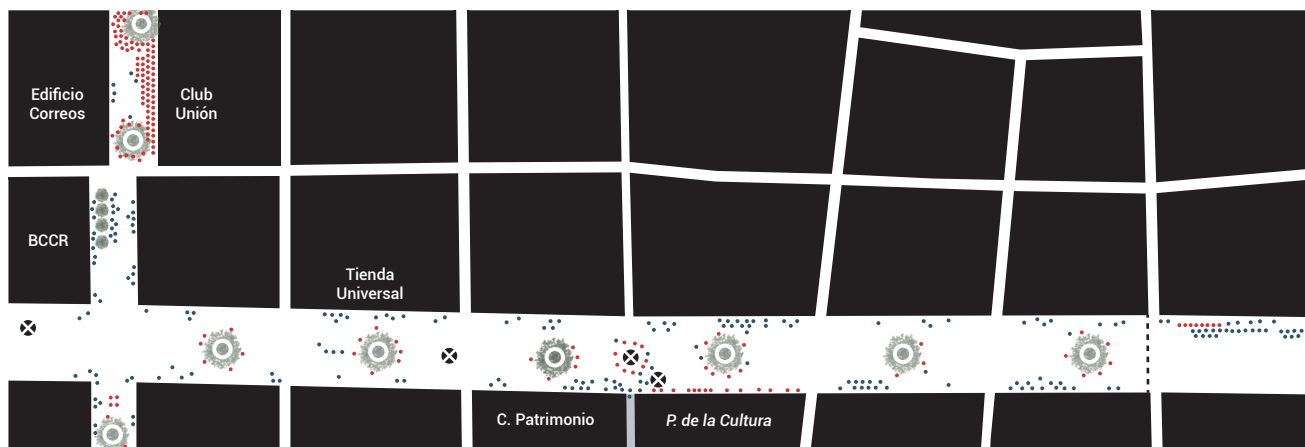 Edificio
Correos
Club
Unión
BCCR
Tienda
Universal
C. Patrimonio
P. de la Cultura